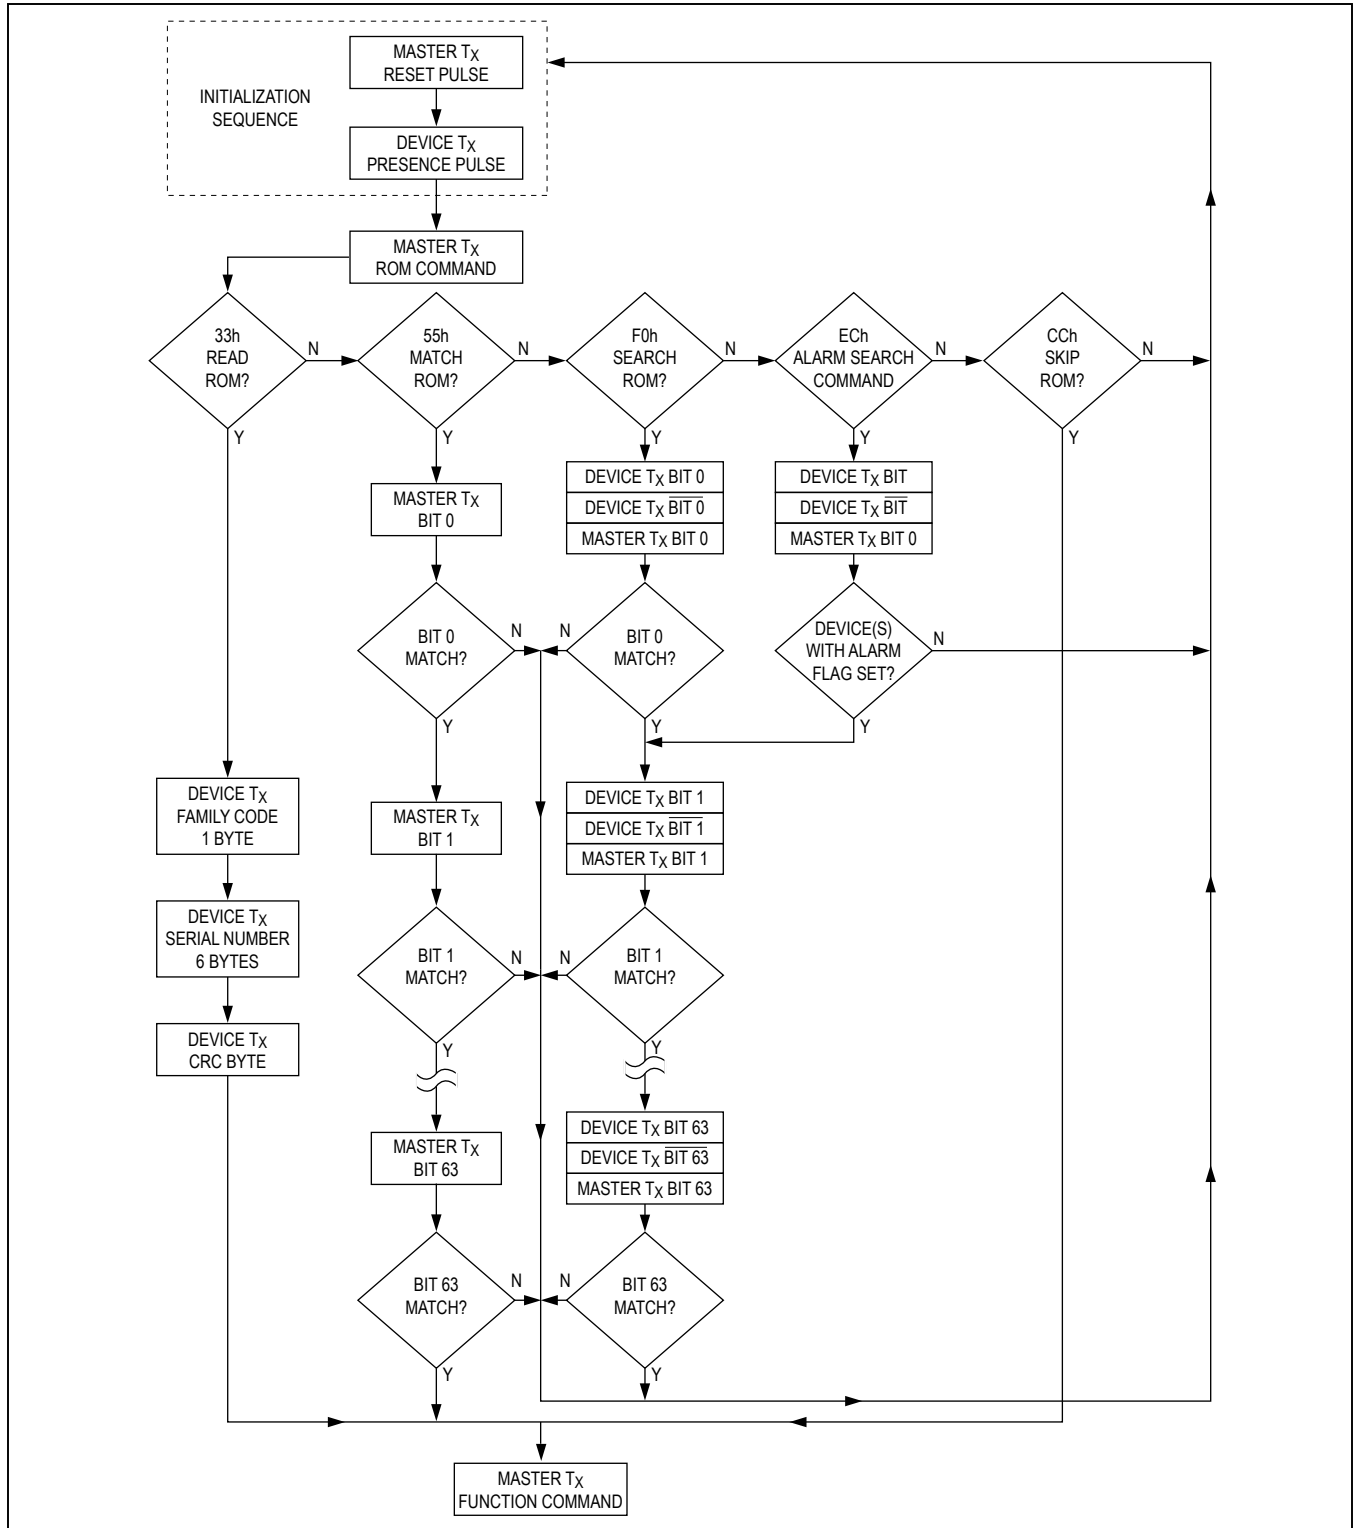 MASTER TX
RESET PULSE
INITIALIZATION
SEQUENCE
DEVICE TX
PRESENCE PULSE
MASTER TX
ROM COMMAND
33h
READ
ROM?
N
Y
55h
MATCH
ROM?
N
Y
F0h
SEARCH
ROM?
N
Y
ECh
ALARM SEARCH
COMMAND
N
Y
CCh
SKIP
ROM?
N
Y
MASTER TX
BIT 0
DEVICE TX BIT 0
DEVICE TX B̅I̅T̅ ̅0̅
MASTER TX BIT 0
DEVICE TX BIT
DEVICE TX B̅I̅T̅
MASTER TX BIT 0
BIT 0
MATCH?
N
Y
BIT 0
MATCH?
N
Y
DEVICE(S)
WITH ALARM
FLAG SET?
N
Y
DEVICE TX
FAMILY CODE
1 BYTE
MASTER TX
BIT 1
DEVICE TX BIT 1
DEVICE TX B̅I̅T̅ ̅1̅
MASTER TX BIT 1
DEVICE TX
SERIAL NUMBER
6 BYTES
BIT 1
MATCH?
N
Y
BIT 1
MATCH?
N
Y
DEVICE TX
CRC BYTE
MASTER TX
BIT 63
DEVICE TX BIT 63
DEVICE TX B̅I̅T̅ ̅6̅3̅
MASTER TX BIT 63
BIT 63
MATCH?
N
Y
BIT 63
MATCH?
N
Y
MASTER TX
FUNCTION COMMAND